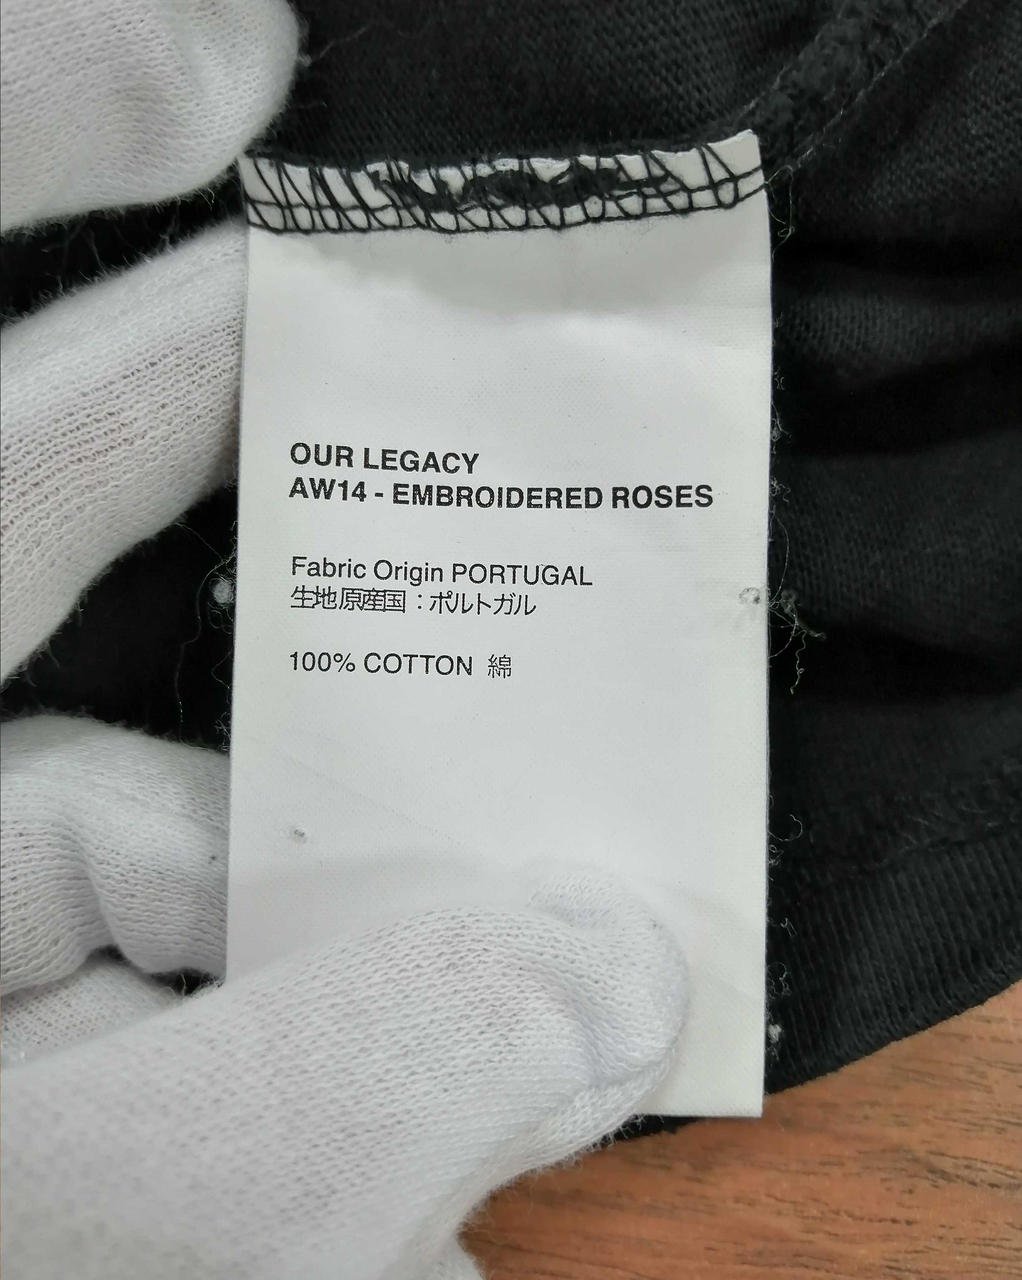 OUR LEGACY
AW14 - EMBROIDERED ROSES
Fabric Origin PORTUGAL
生地原産国：ポルトガル
100% COTTON 綿